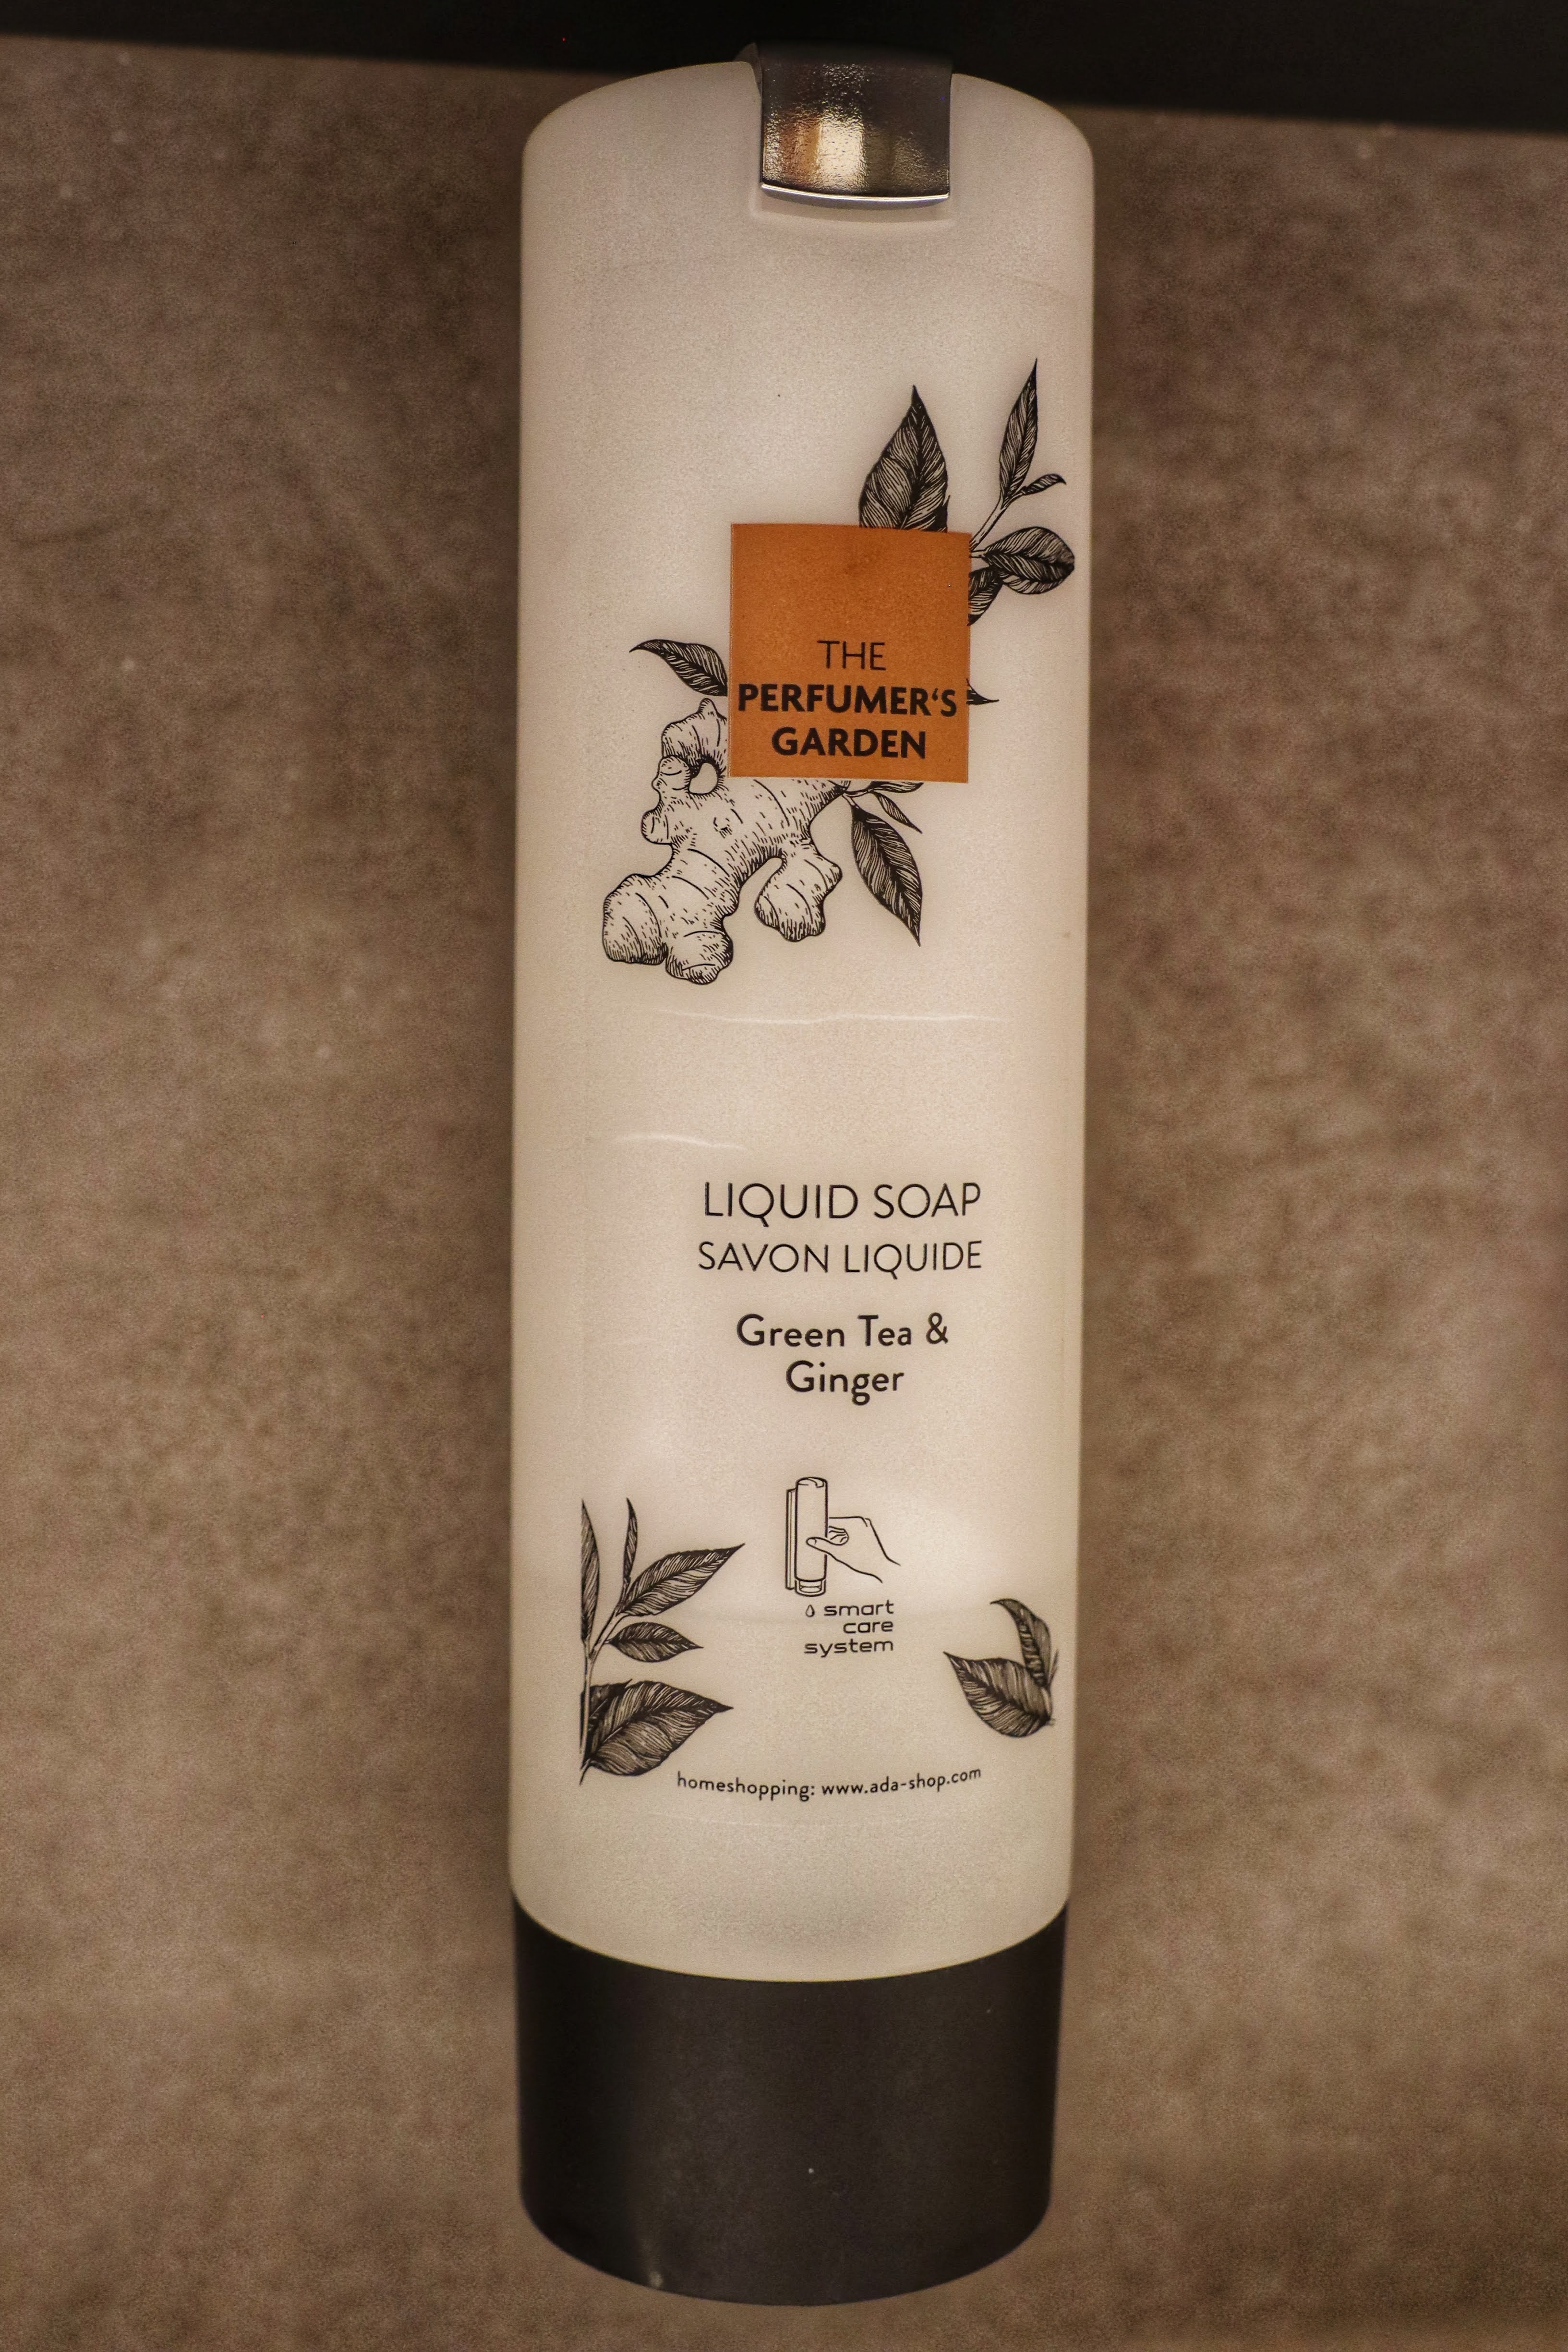 THE
PERFUMER‘S
GARDEN
LIQUID SOAP
SAVON LIQUIDE
Green Tea &
Ginger
smart
care
system
homeshopping: www.ada-shop.com